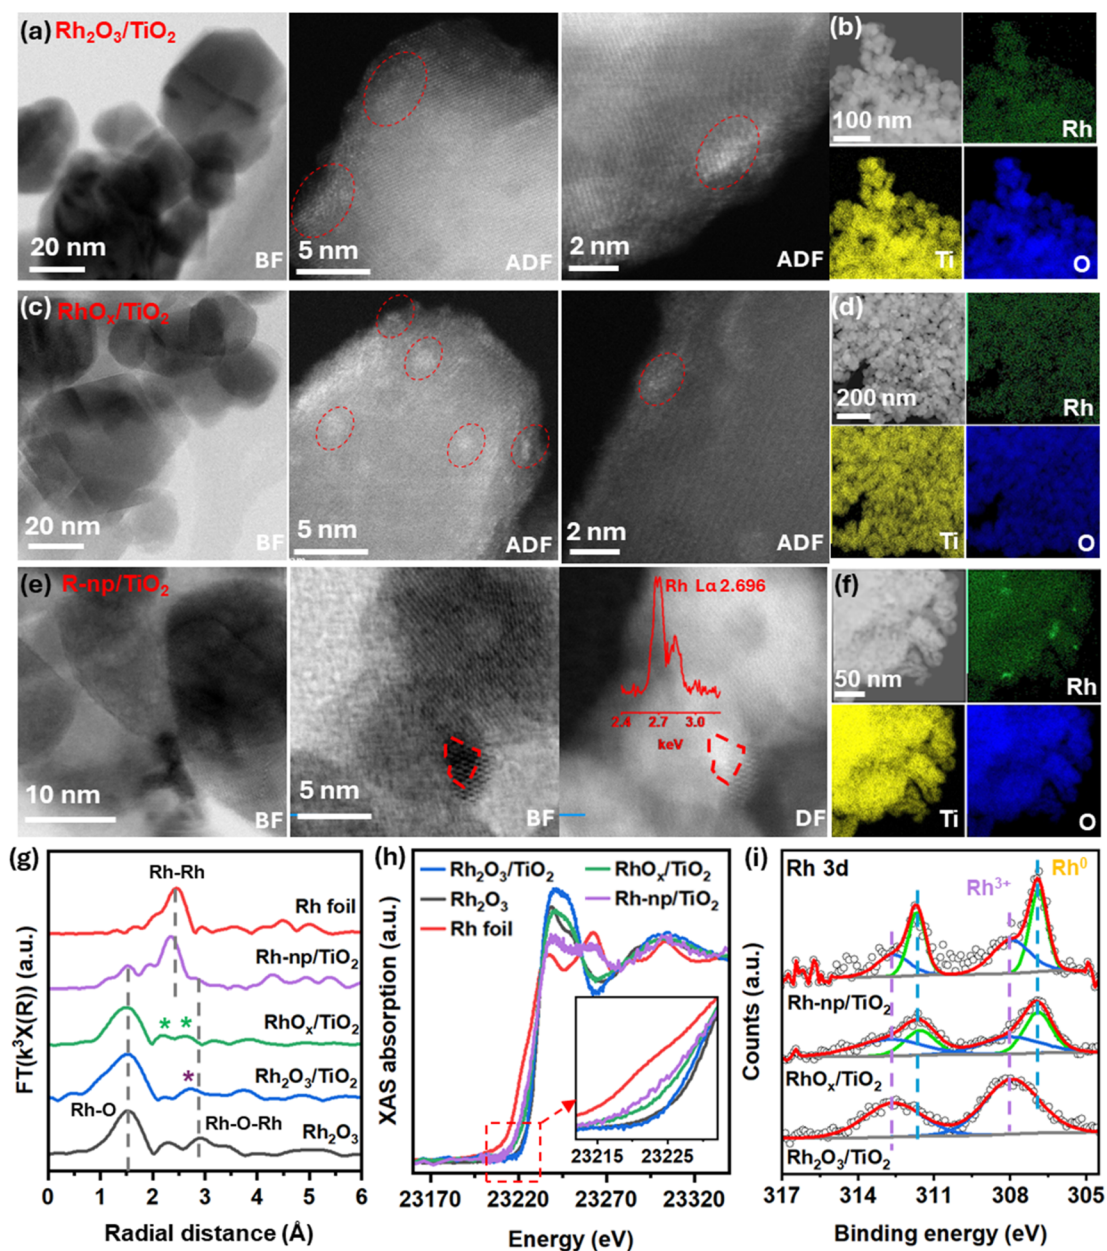 (a) Rh₂O₃/TiO₂
20 nm
BF
5 nm
ADF
2 nm
ADF
(b)
100 nm
Rh
Ti
O
(c) RhOₓ/TiO₂
20 nm
BF
5 nm
ADF
2 nm
ADF
(d)
200 nm
Rh
Ti
O
(e) R-np/TiO₂
10 nm
BF
5 nm
BF
Rh Lα 2.696
2.4 2.7 3.0
keV
DF
(f)
50 nm
Rh
Ti
O
(g)
Rh-Rh
Rh foil
Rh-np/TiO₂
* *
RhOₓ/TiO₂
*
Rh₂O₃/TiO₂
Rh-O
Rh-O-Rh
Rh₂O₃
FT(k³X(R)) (a.u.)
0 1 2 3 4 5 6
Radial distance (Å)
(h)
Rh₂O₃/TiO₂
RhOₓ/TiO₂
Rh₂O₃
Rh-np/TiO₂
Rh foil
XAS absorption (a.u.)
23215 23225
23170 23220 23270 23320
Energy (eV)
(i)
Rh 3d
Rh³⁺
Rh⁰
Rh-np/TiO₂
RhOₓ/TiO₂
Rh₂O₃/TiO₂
Counts (a.u.)
317 314 311 308 305
Binding energy (eV)